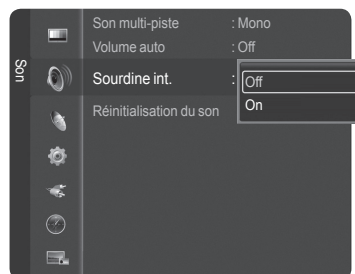 Son
Son multi-piste : Mono
Volume auto : Off
Sourdine int. : Off
On
Réinitialisation du son